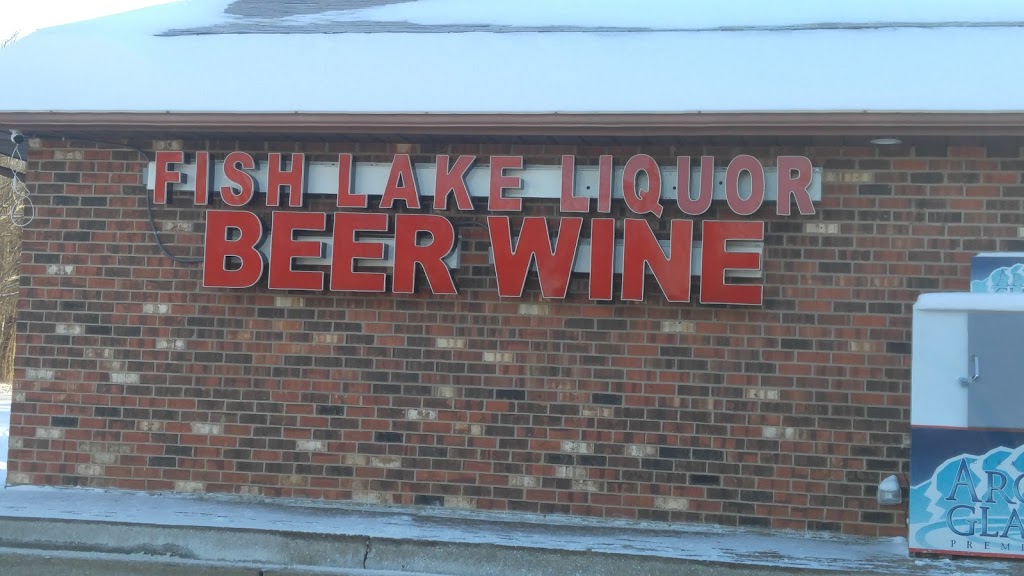 FISH LAKE LIQUOR
BEER WINE